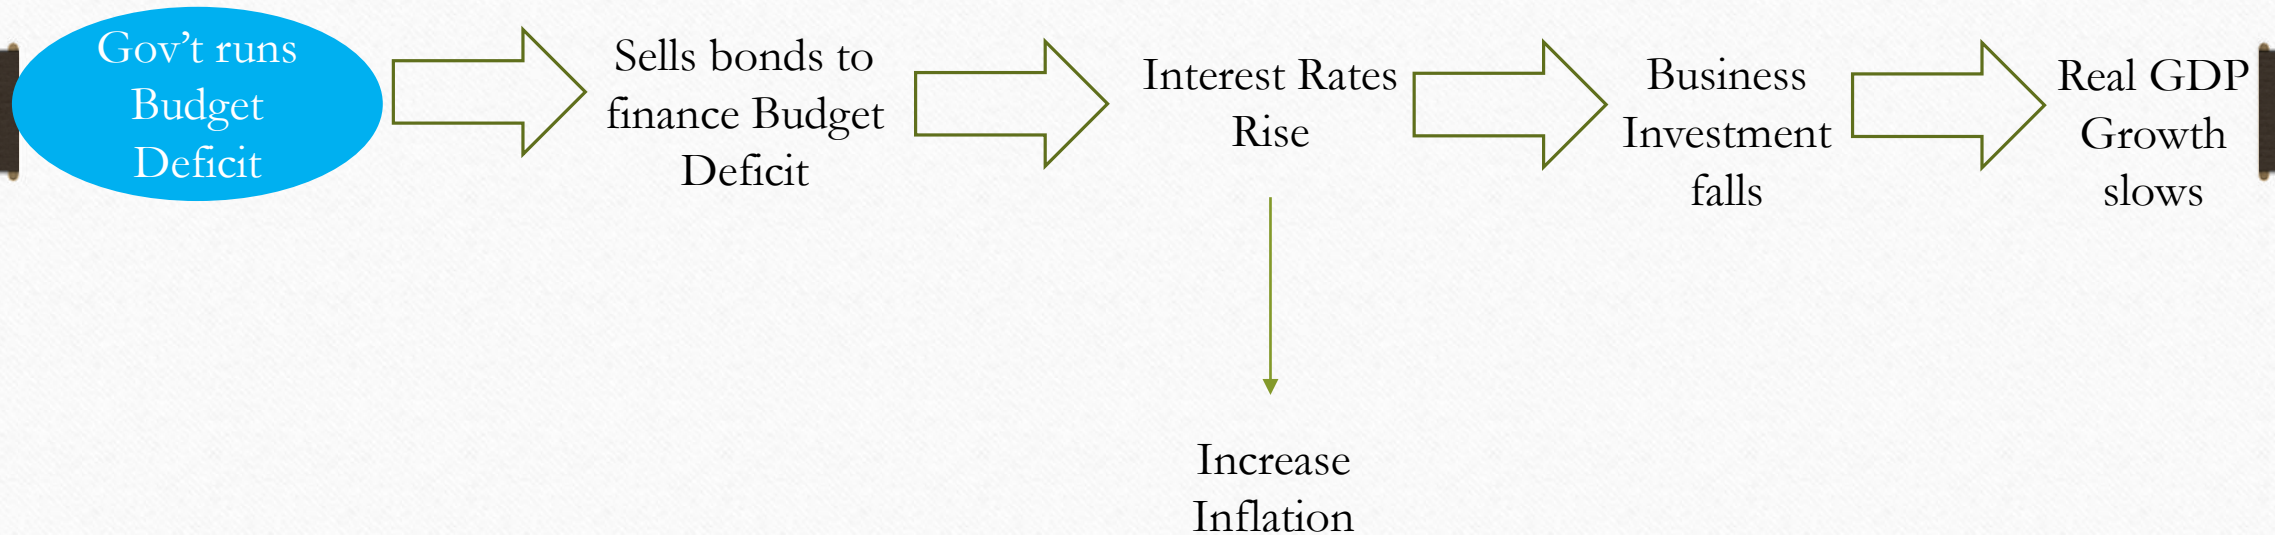 Gov’t runs
Budget
Deficit
Sells bonds to
finance Budget
Deficit
Interest Rates
Rise
Business
Investment
falls
Real GDP
Growth
slows
Increase
Inflation